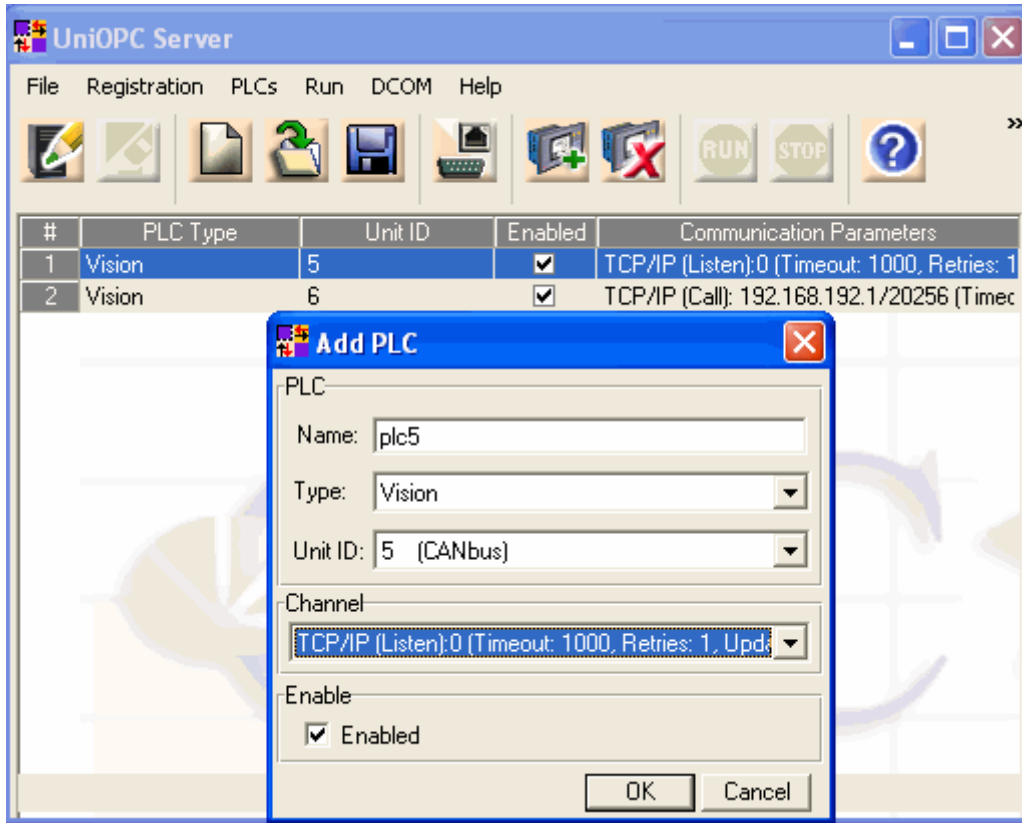 UniOPC Server
File Registration PLCs Run DCOM Help
RUN STOP ? »
# PLC Type Unit ID Enabled Communication Parameters
1 Vision 5 TCP/IP (Listen):0 (Timeout: 1000, Retries: 1
2 Vision 6 TCP/IP (Call): 192.168.192.1/20256 (Timec
Add PLC
PLC
Name: plc5
Type: Vision
Unit ID: 5 (CANbus)
Channel
TCP/IP (Listen):0 (Timeout: 1000, Retries: 1, Upda
Enable
Enabled
OK Cancel